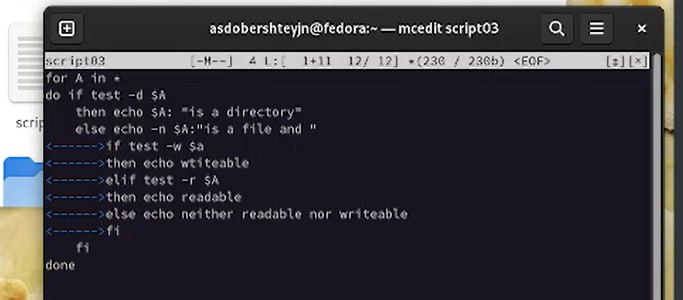 asdobershteyjn@fedora:~ — mcedit script03
script03 [-M--] 4 L:[ 1+11 12/ 12] *(230 / 230b) <EOF> [*][×]
for A in *
do if test -d $A
then echo $A: "is a directory"
else echo -n $A:"is a file and "
<------>if test -w $a
<------>then echo wtiteable
<------>elif test -r $A
<------>then echo readable
<------>else echo neither readable nor writeable
<------>fi
fi
done
scrip